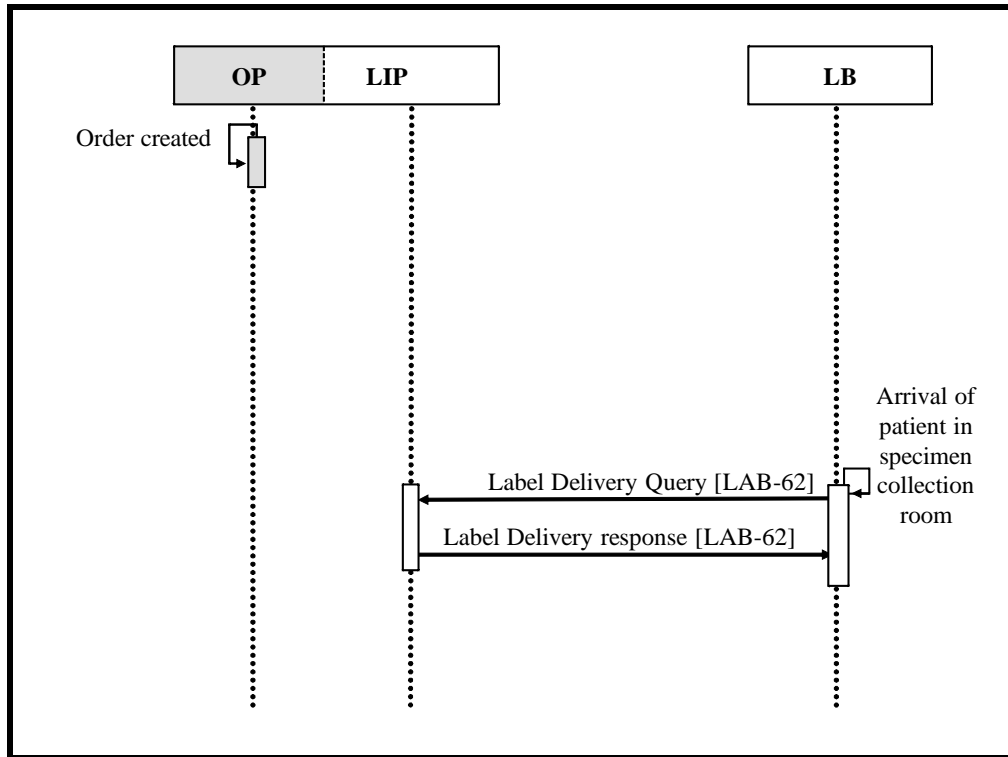 OP
LIP
LB
Order created
Arrival of
patient in
specimen
collection
room
Label Delivery Query [LAB-62]
Label Delivery response [LAB-62]